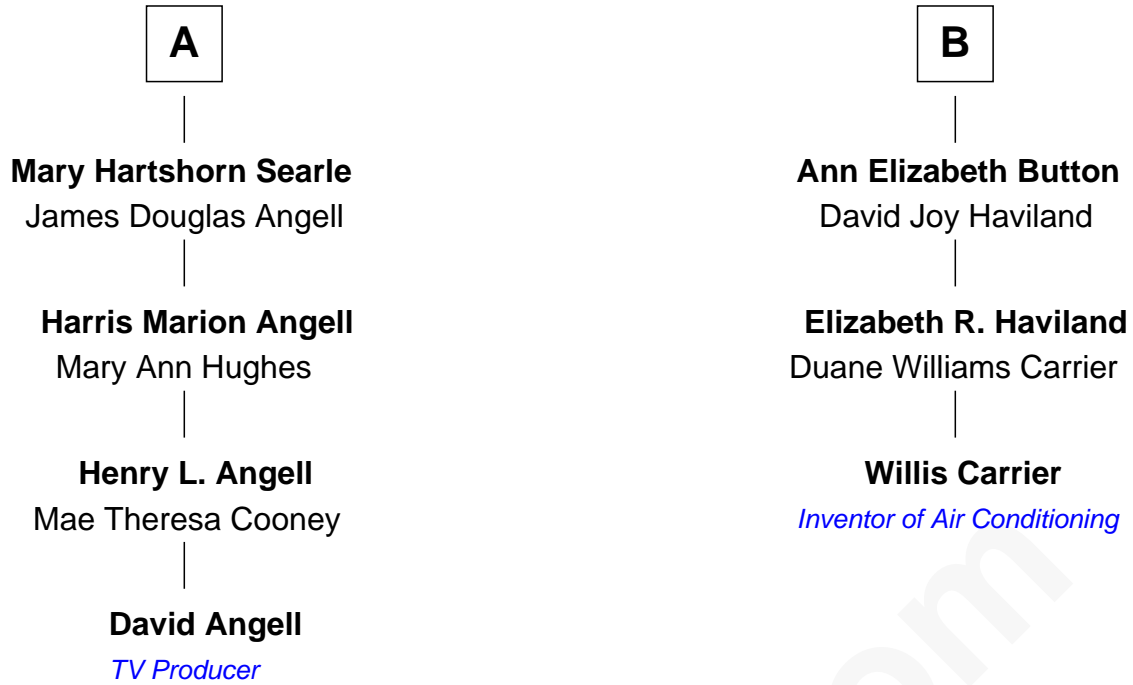 A
Mary Hartshorn Searle
James Douglas Angell
Harris Marion Angell
Mary Ann Hughes
Henry L. Angell
Mae Theresa Cooney
David Angell
TV Producer
B
Ann Elizabeth Button
David Joy Haviland
Elizabeth R. Haviland
Duane Williams Carrier
Willis Carrier
Inventor of Air Conditioning
om